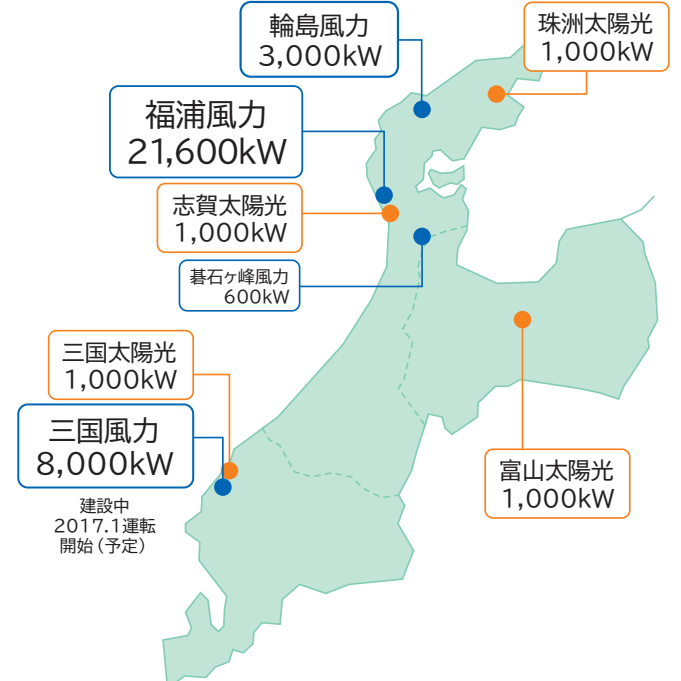 輪島風力
3,000kW
珠洲太陽光
1,000kW
福浦風力
21,600kW
志賀太陽光
1,000kW
碁石ヶ峰風力
600kW
三国太陽光
1,000kW
三国風力
8,000kW
建設中
2017.1運転
開始（予定）
富山太陽光
1,000kW